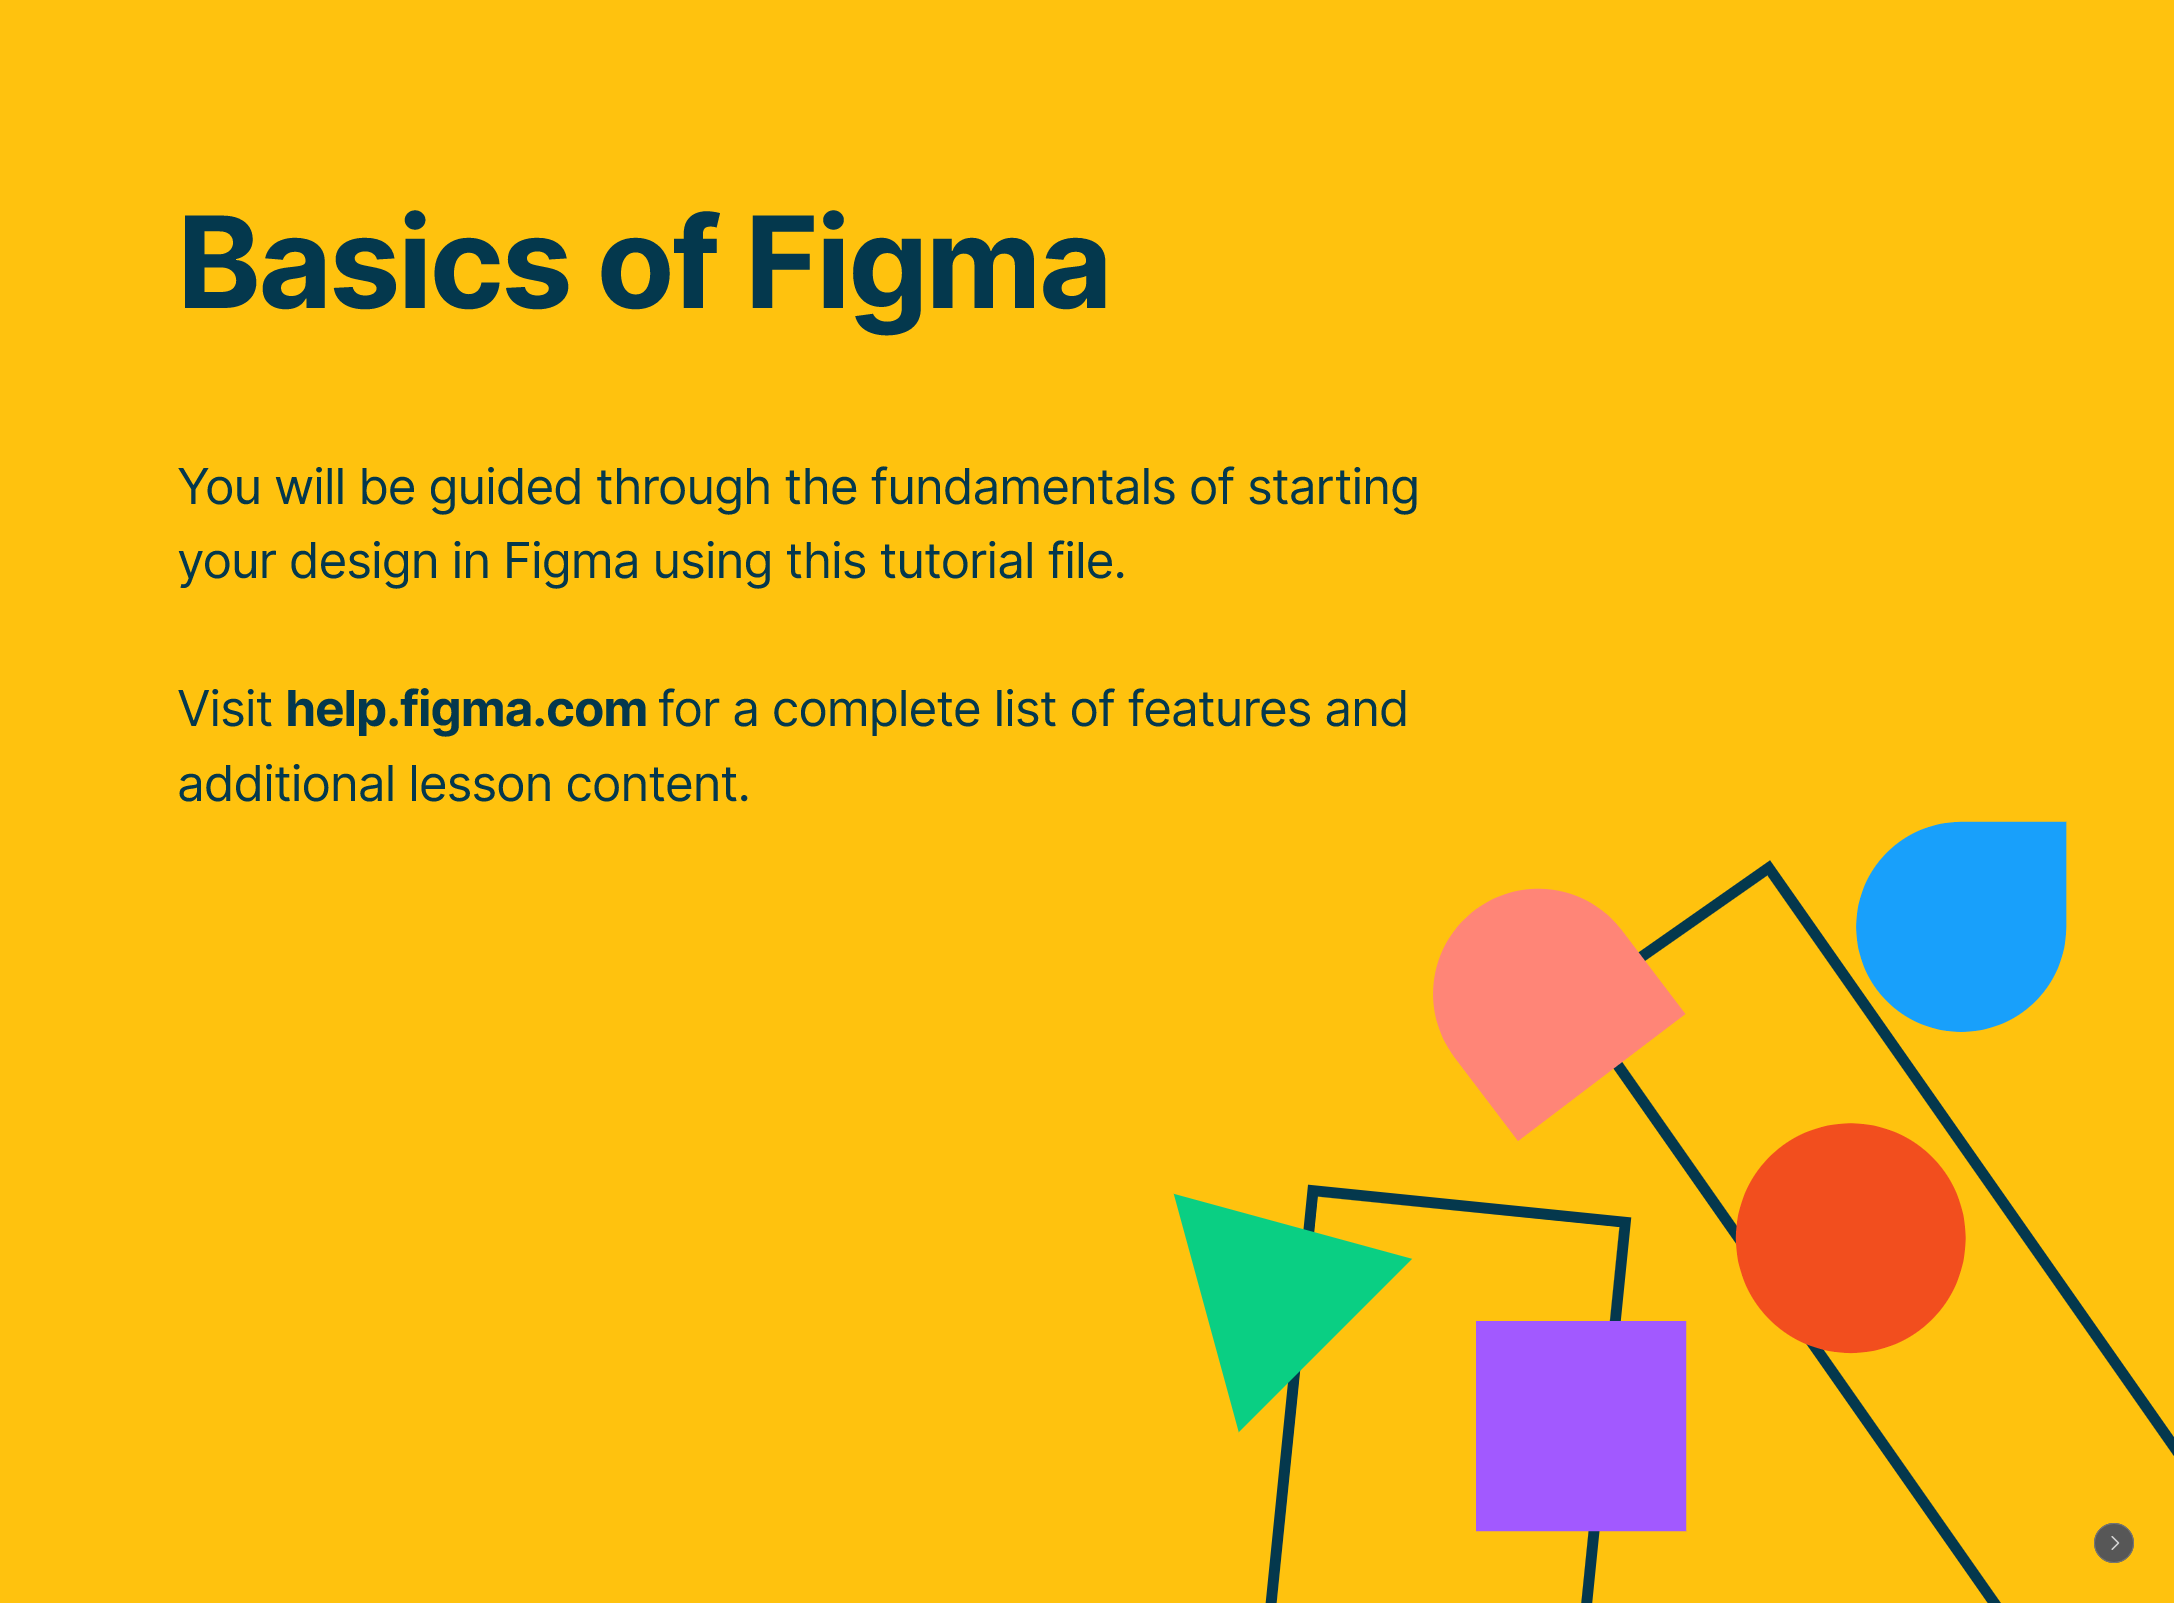 Basics of Figma
You will be guided through the fundamentals of starting
your design in Figma using this tutorial file.
Visit help.figma.com for a complete list of features and
additional lesson content.